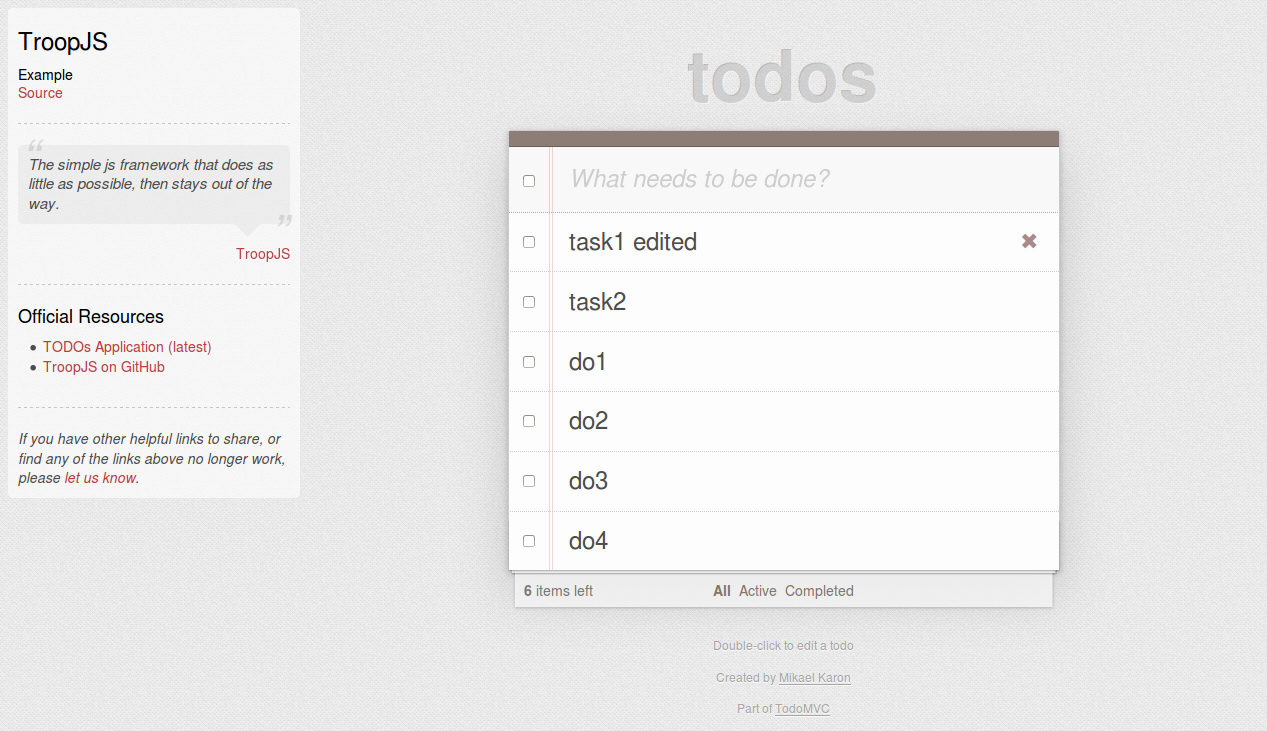 TroopJS
Example
Source
“
The simple js framework that does as
little as possible, then stays out of the
way.
”
TroopJS
Official Resources
• TODOs Application (latest)
• TroopJS on GitHub
If you have other helpful links to share, or
find any of the links above no longer work,
please let us know.
todos
What needs to be done?
task1 edited ✖
task2
do1
do2
do3
do4
6 items left All Active Completed
Double-click to edit a todo
Created by Mikael Karon
Part of TodoMVC